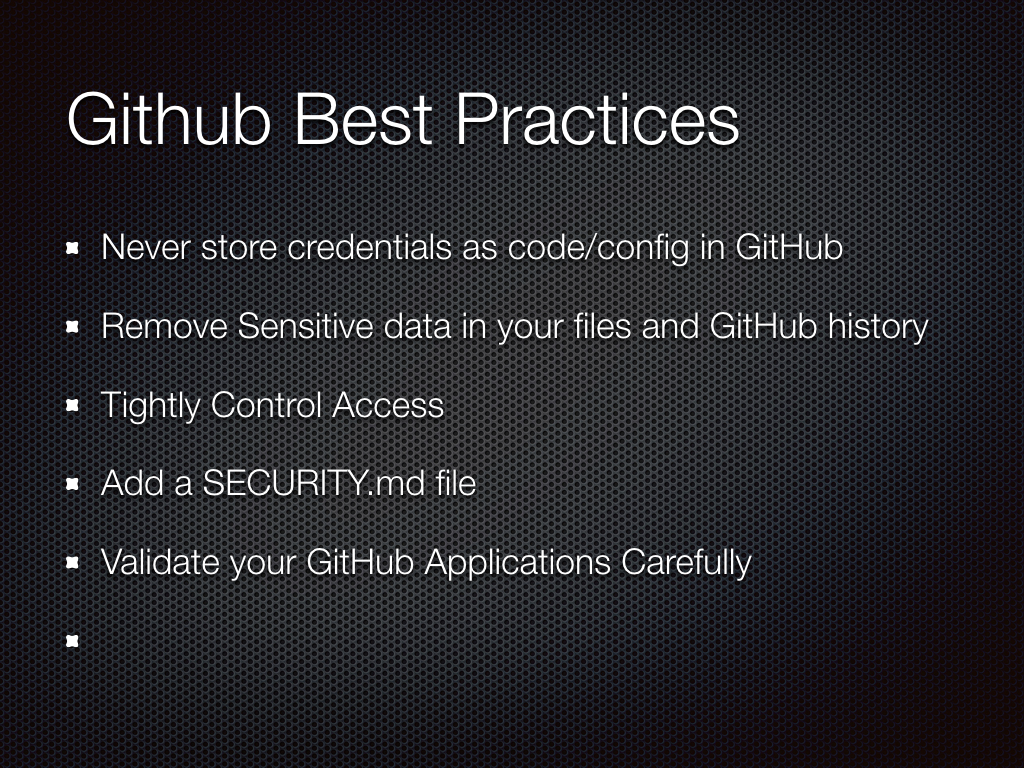 Github Best Practices
Never store credentials as code/config in GitHub
Remove Sensitive data in your files and GitHub history
Tightly Control Access
Add a SECURITY.md file
Validate your GitHub Applications Carefully